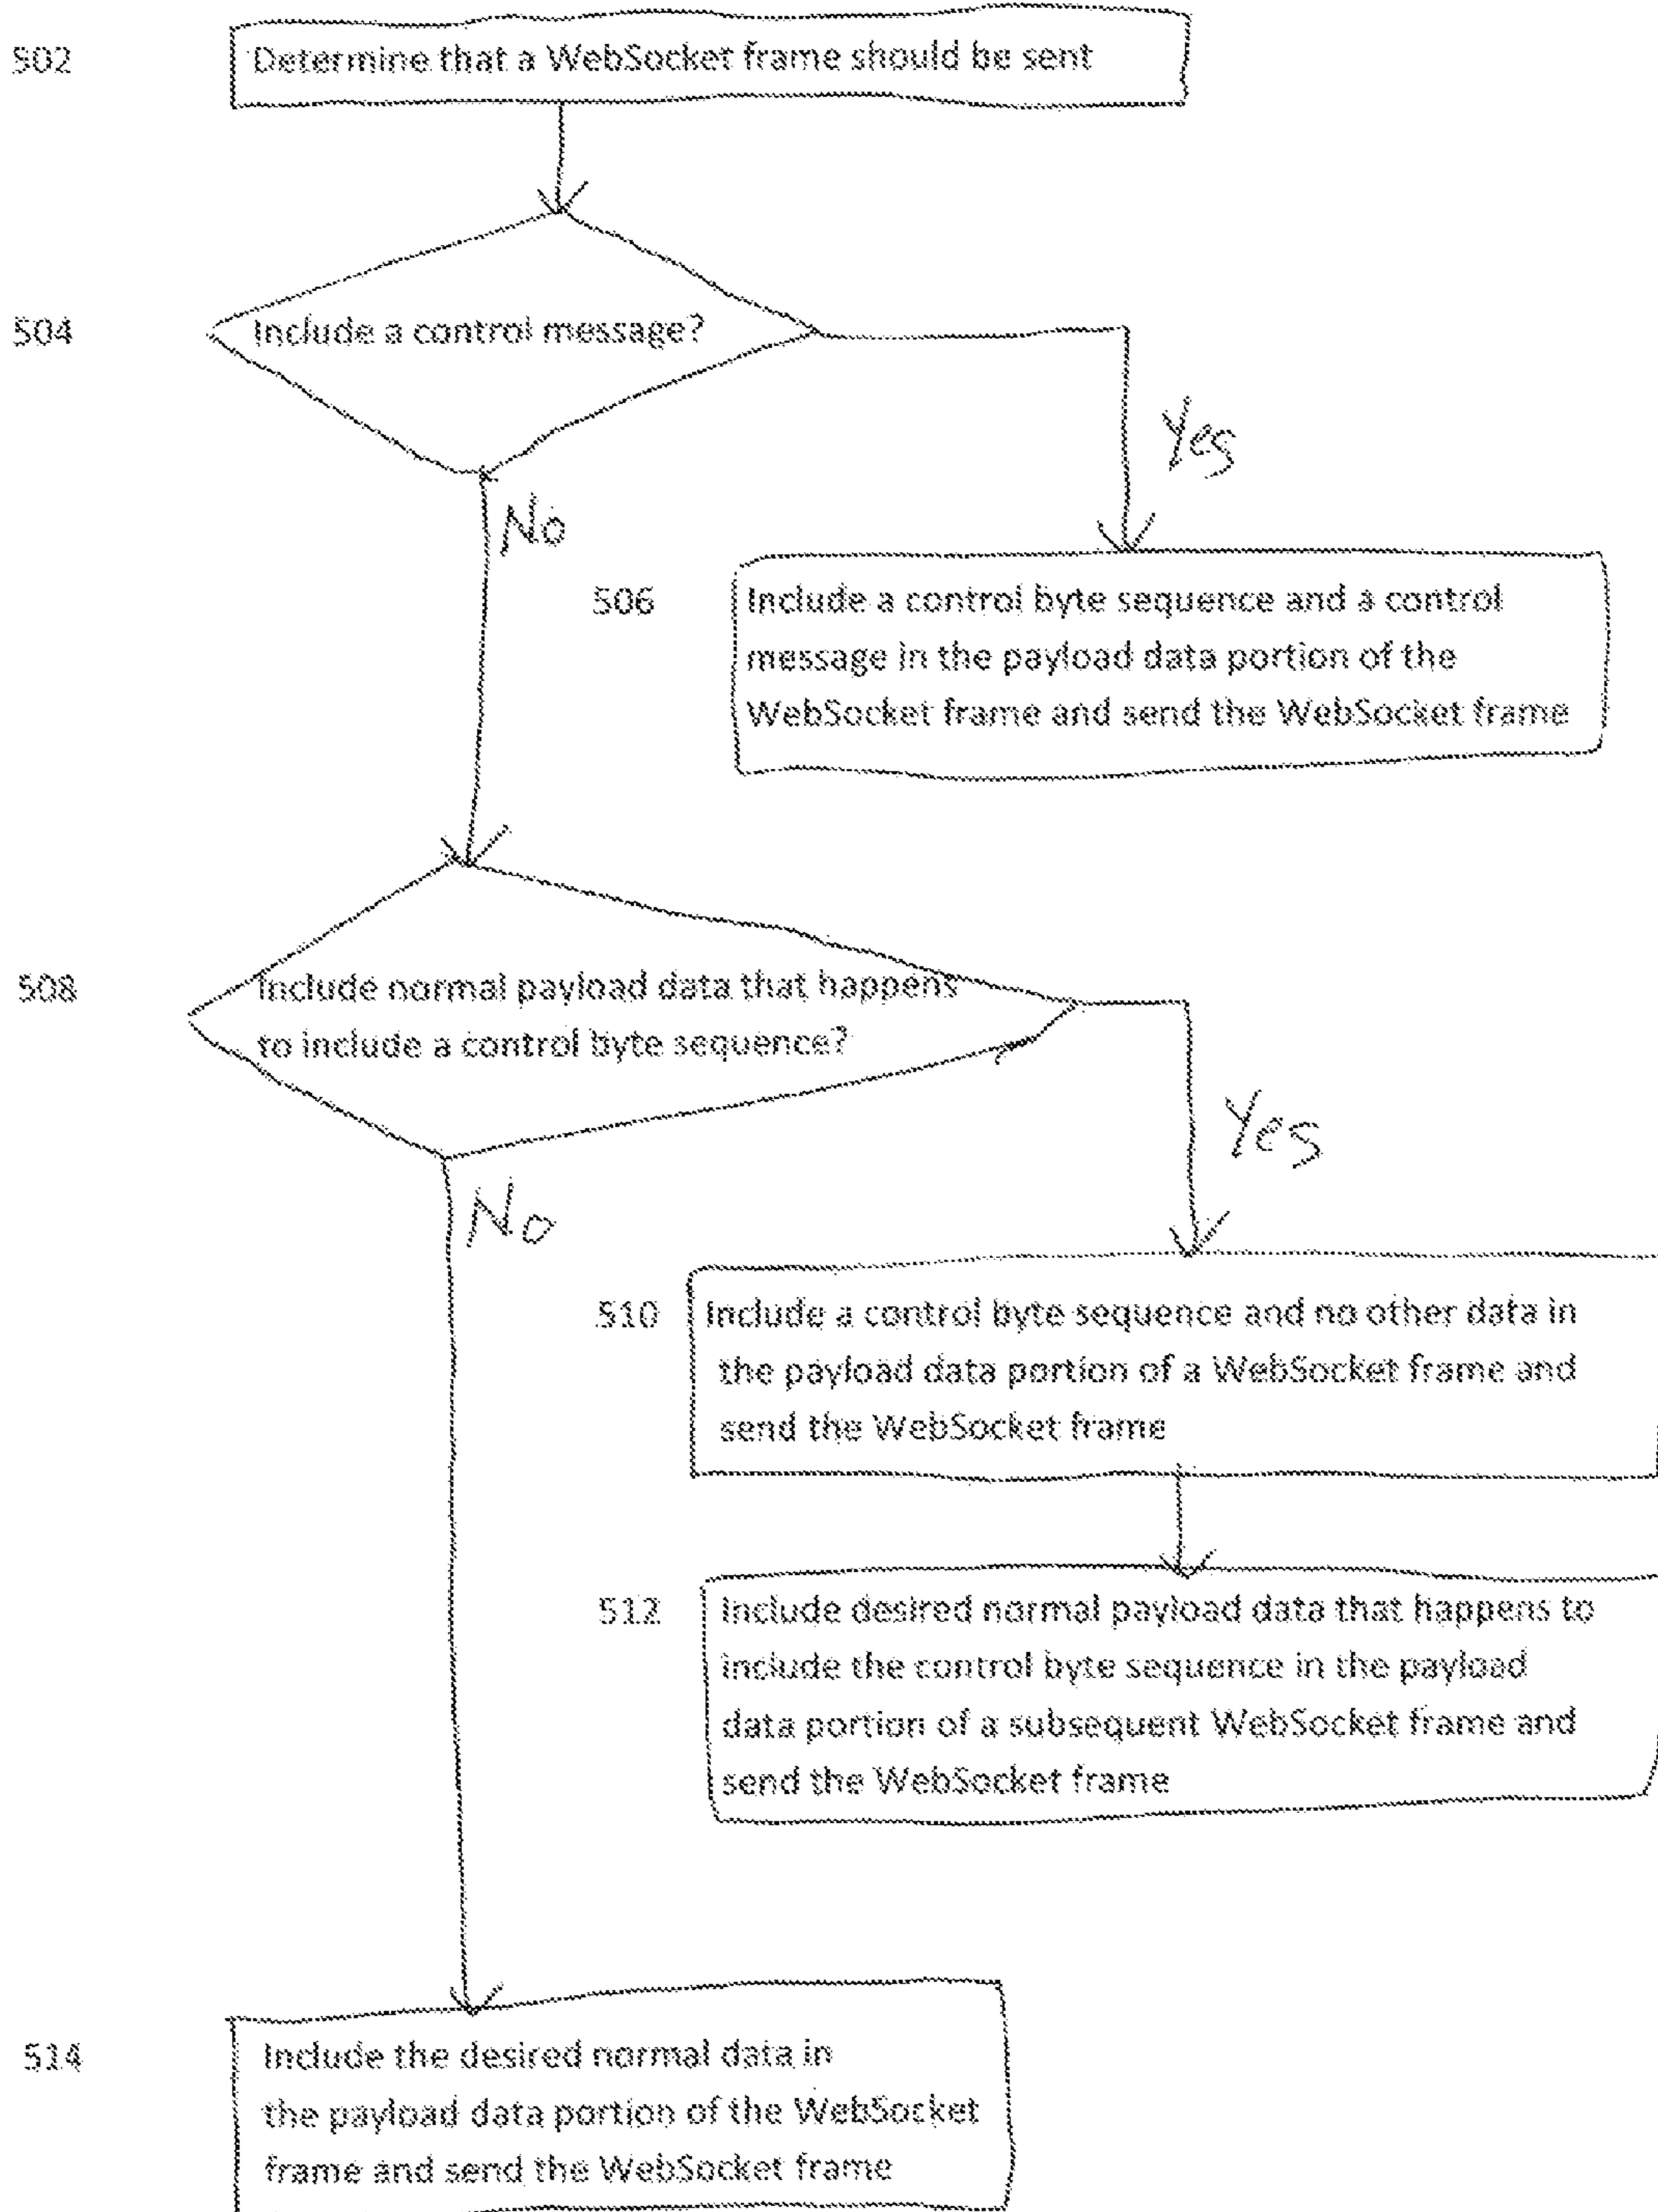 502
Determine that a WebSocket frame should be sent
504
Include a control message?
Yes
No
506
Include a control byte sequence and a control
message in the payload data portion of the
WebSocket frame and send the WebSocket frame
508
Include normal payload data that happens
to include a control byte sequence?
Yes
No
510
Include a control byte sequence and no other data in
the payload data portion of a WebSocket frame and
send the WebSocket frame
512
Include desired normal payload data that happens to
include the control byte sequence in the payload
data portion of a subsequent WebSocket frame and
send the WebSocket frame
514
Include the desired normal data in
the payload data portion of the WebSocket
frame and send the WebSocket frame